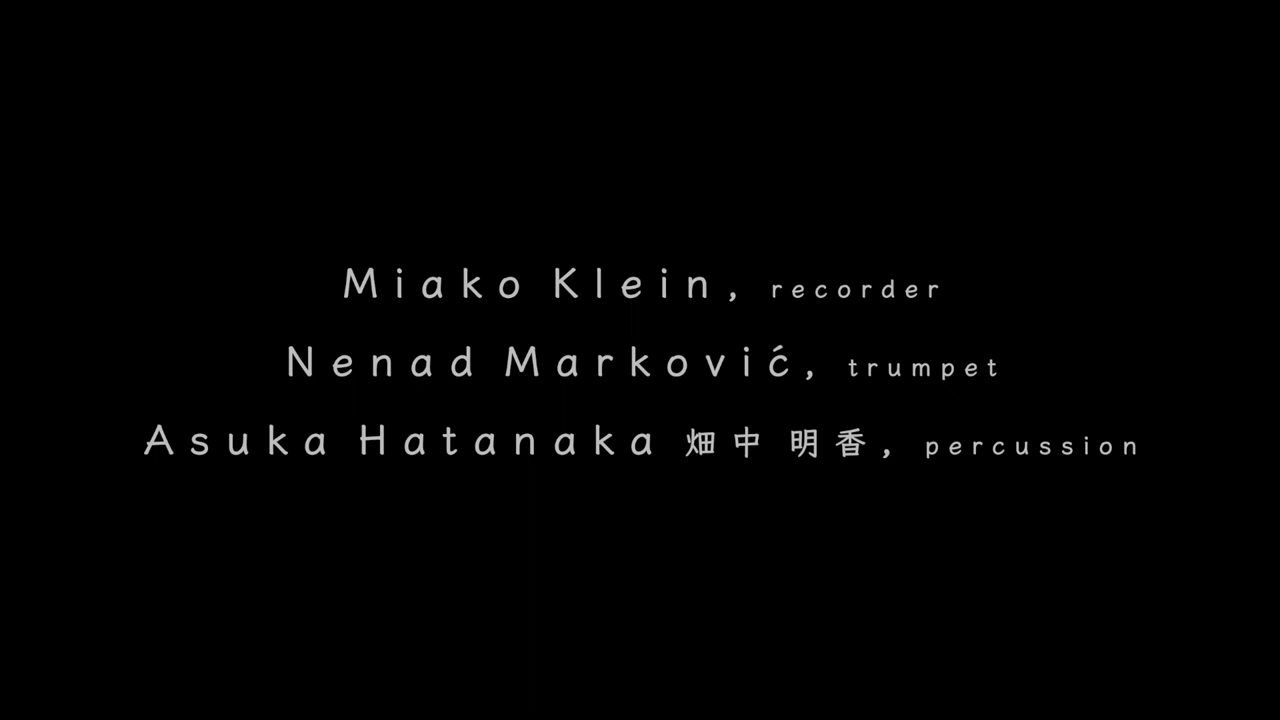 Miako Klein, recorder
Nenad Marković, trumpet
Asuka Hatanaka 畑中 明香, percussion